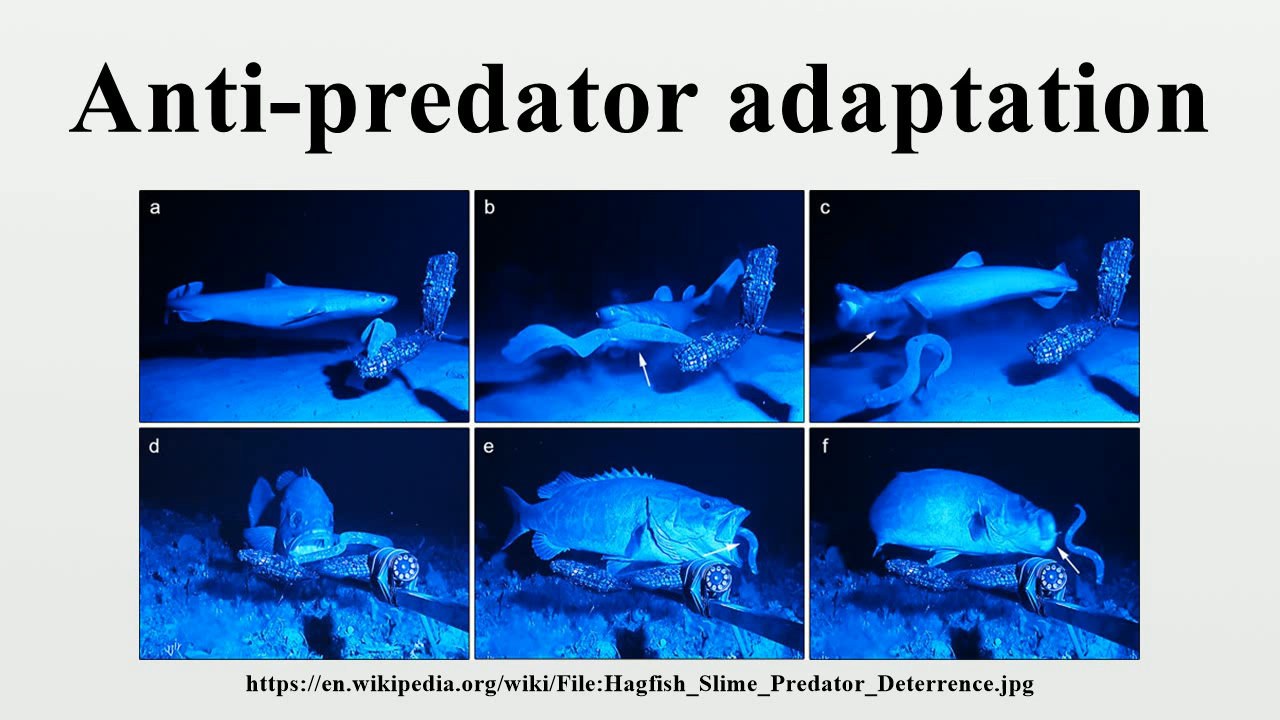 Anti-predator adaptation
a
b
c
d
e
f
https://en.wikipedia.org/wiki/File:Hagfish_Slime_Predator_Deterrence.jpg